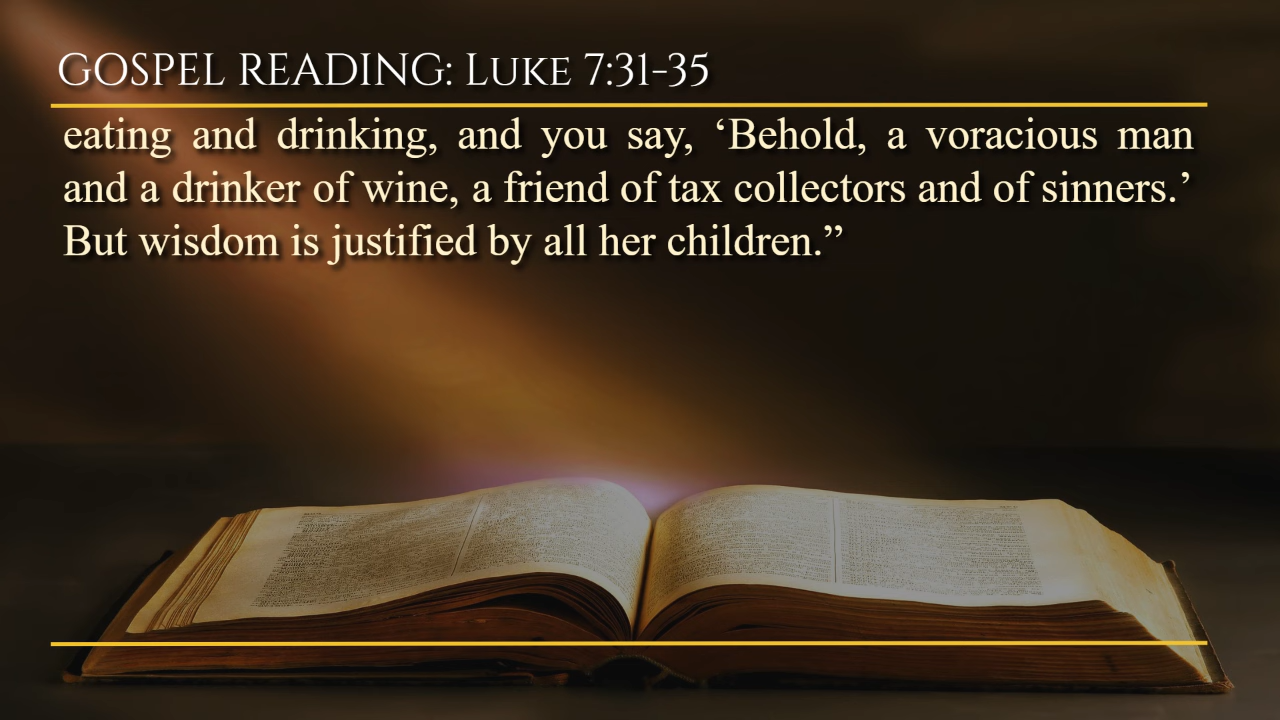 GOSPEL READING: LUKE 7:31-35
eating and drinking, and you say, ‘Behold, a voracious man
and a drinker of wine, a friend of tax collectors and of sinners.’
But wisdom is justified by all her children.”